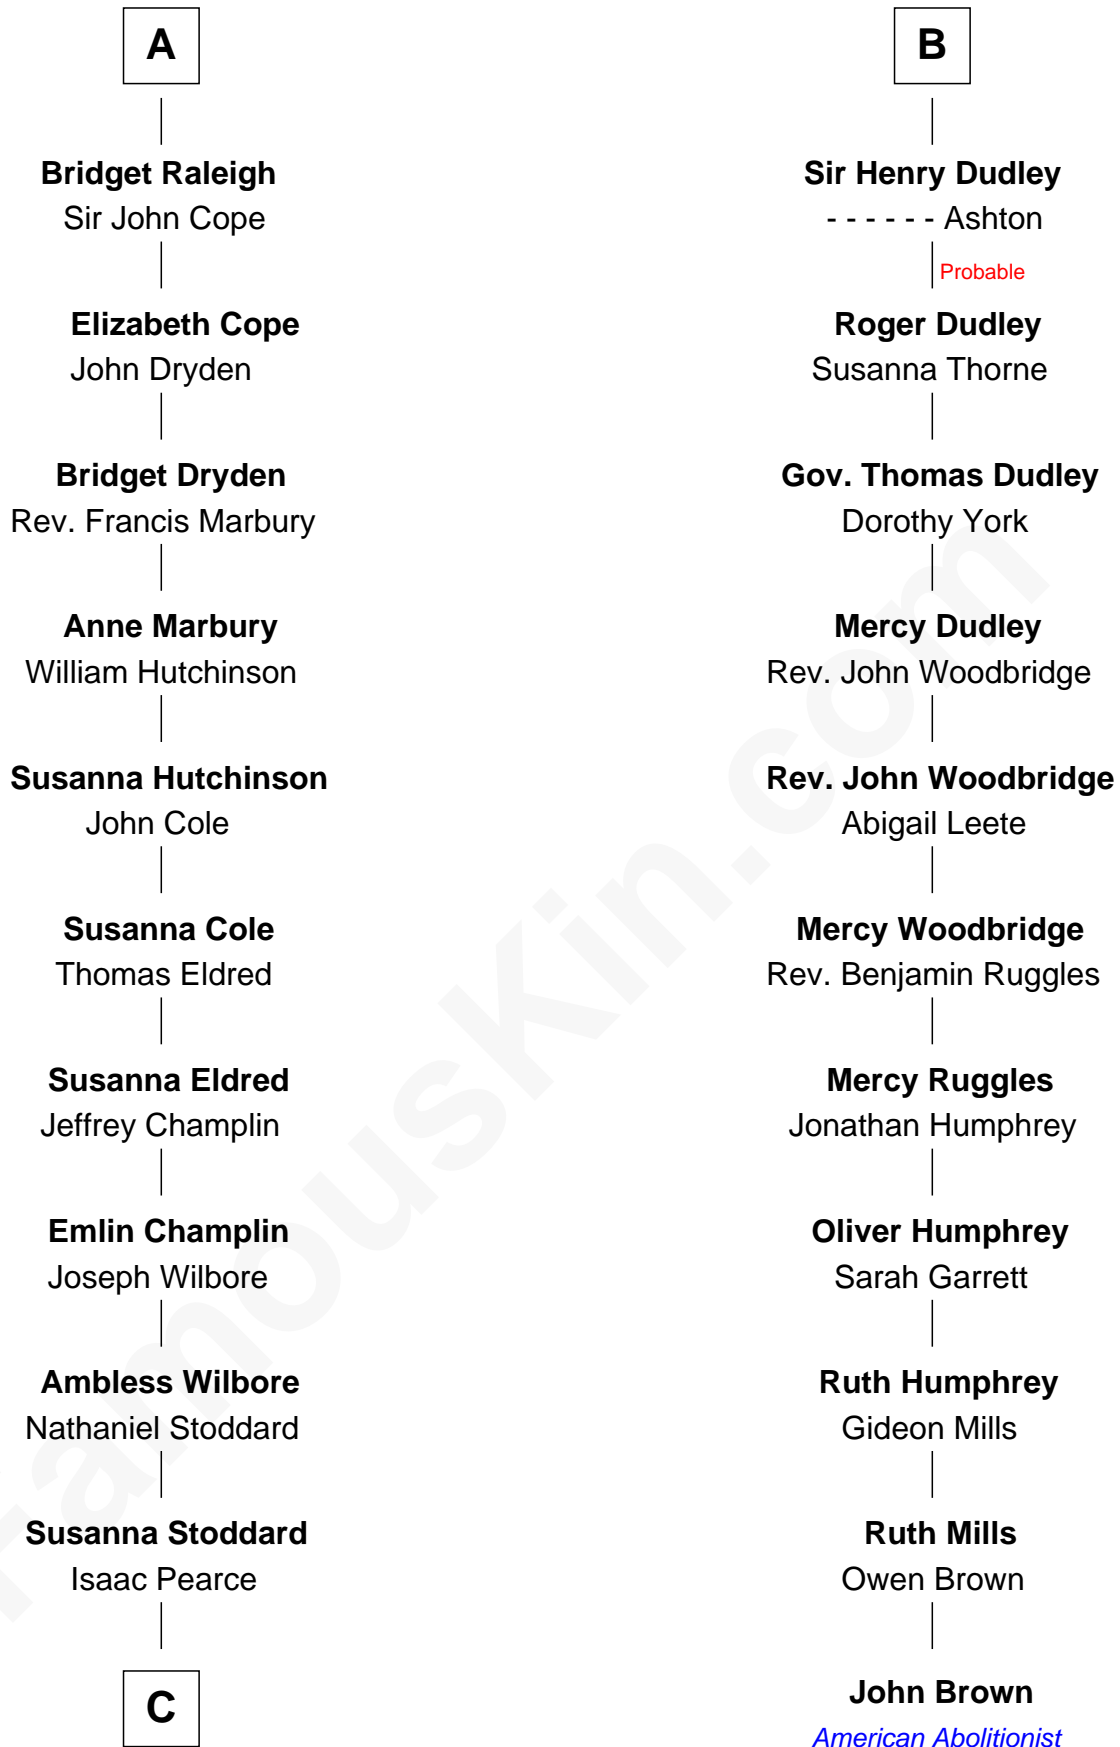 A
Bridget Raleigh
Sir John Cope
Elizabeth Cope
John Dryden
Bridget Dryden
Rev. Francis Marbury
Anne Marbury
William Hutchinson
Susanna Hutchinson
John Cole
Susanna Cole
Thomas Eldred
Susanna Eldred
Jeffrey Champlin
Emlin Champlin
Joseph Wilbore
Ambless Wilbore
Nathaniel Stoddard
Susanna Stoddard
Isaac Pearce
C
B
Sir Henry Dudley
- - - - - - Ashton
Probable
Roger Dudley
Susanna Thorne
Gov. Thomas Dudley
Dorothy York
Mercy Dudley
Rev. John Woodbridge
Rev. John Woodbridge
Abigail Leete
Mercy Woodbridge
Rev. Benjamin Ruggles
Mercy Ruggles
Jonathan Humphrey
Oliver Humphrey
Sarah Garrett
Ruth Humphrey
Gideon Mills
Ruth Mills
Owen Brown
John Brown
American Abolitionist
FamousKin.com